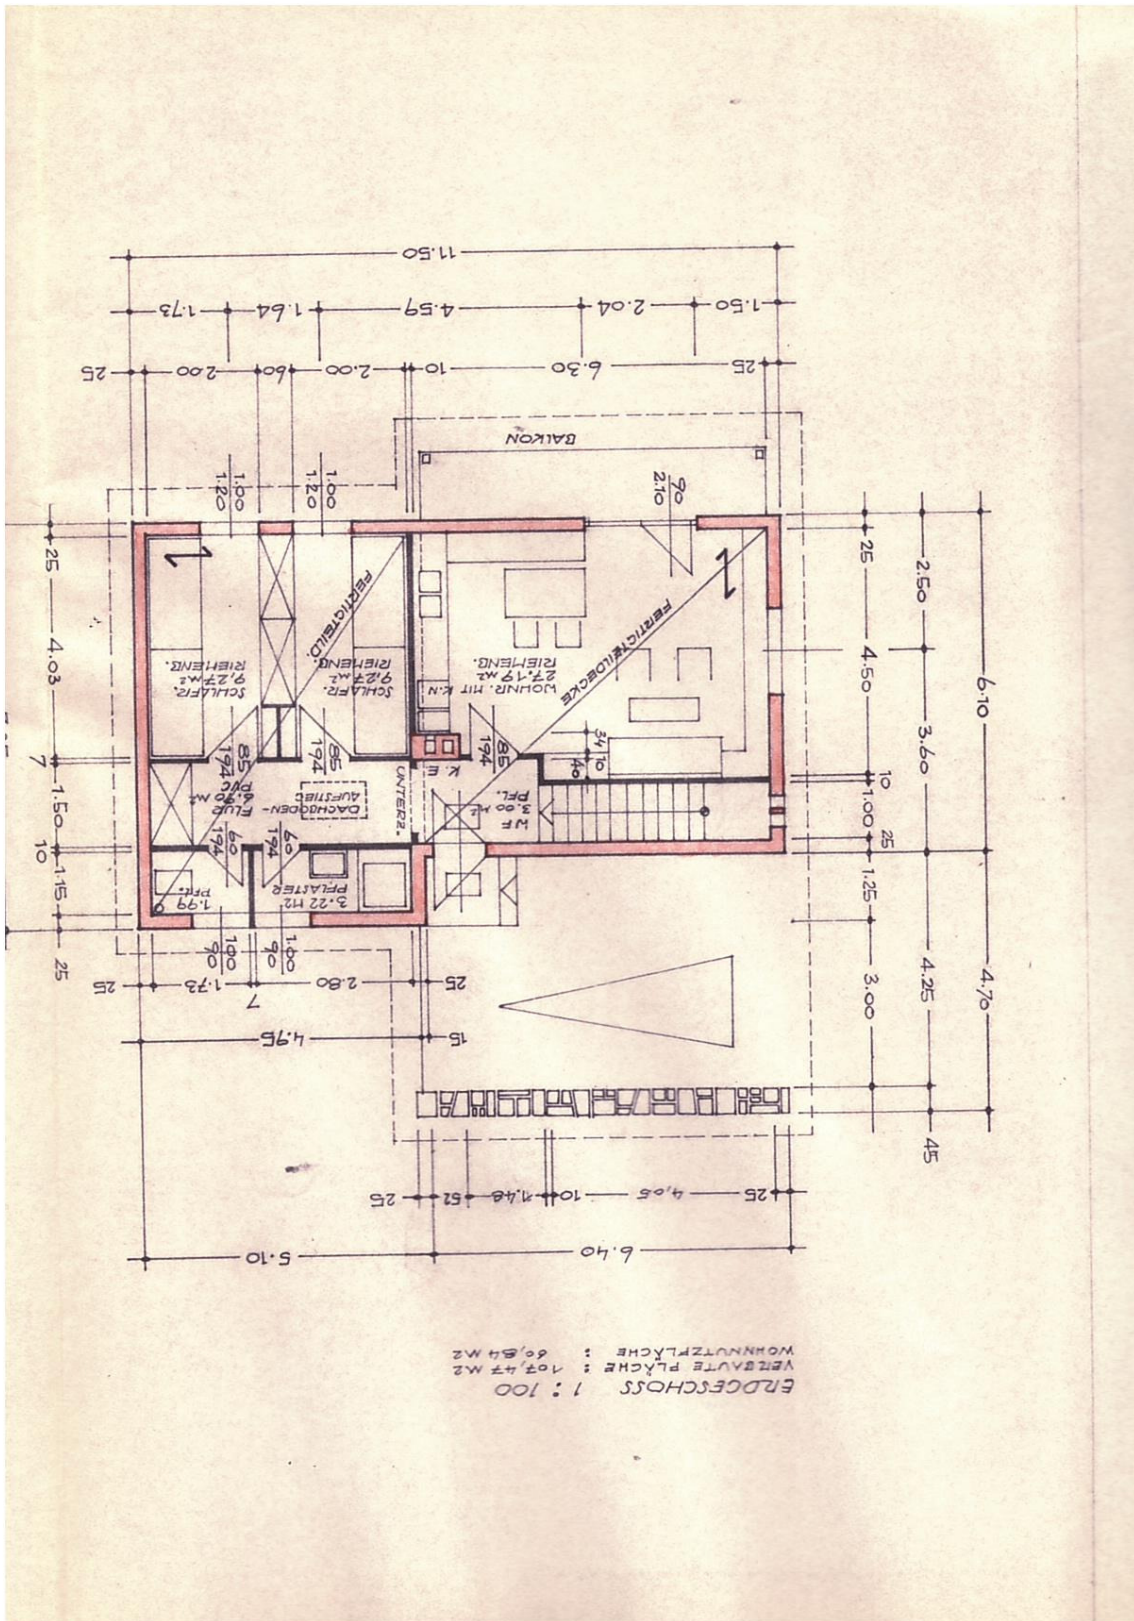 ERDGESCHOSS 1 : 100
VERBAUTE FLÄCHE : 107,47 M2
WOHNNUTZFLÄCHE : 60,84 M2
6.40
5.10
25
4,05
10
1.48
52
25
45
4.70
4.25
3.00
1.25
15
4.95
25
2.80
7
1.73
25
1.00
90
1.00
90
25
1.15
10
1.50
7
4.03
25
3.22 M2
PFLASTER
1.99
PFL.
60
194
60
194
25
1.00
10
4.50
25
6.10
3.60
2.50
WF
3.00 M²
PFL.
K. E
UNTERZ.
DACHBODEN-
AUFSTIEG
FLUR
6.90 M²
PVC
40
10
34
85
194
85
194
85
194
WOHNR. MIT K.N
27.19 M²
RIEMENB.
SCHLAFR.
9,27 M²
RIEMENB.
SCHLAFR.
9,27 M²
RIEMENB.
FERTIGTEILDECKE
FERTIGTEILD.
90
2.10
1.00
1.20
1.00
1.20
BALKON
25
6.30
10
2.00
60
2.00
25
1.50
2.04
4.59
1.64
1.73
11.50